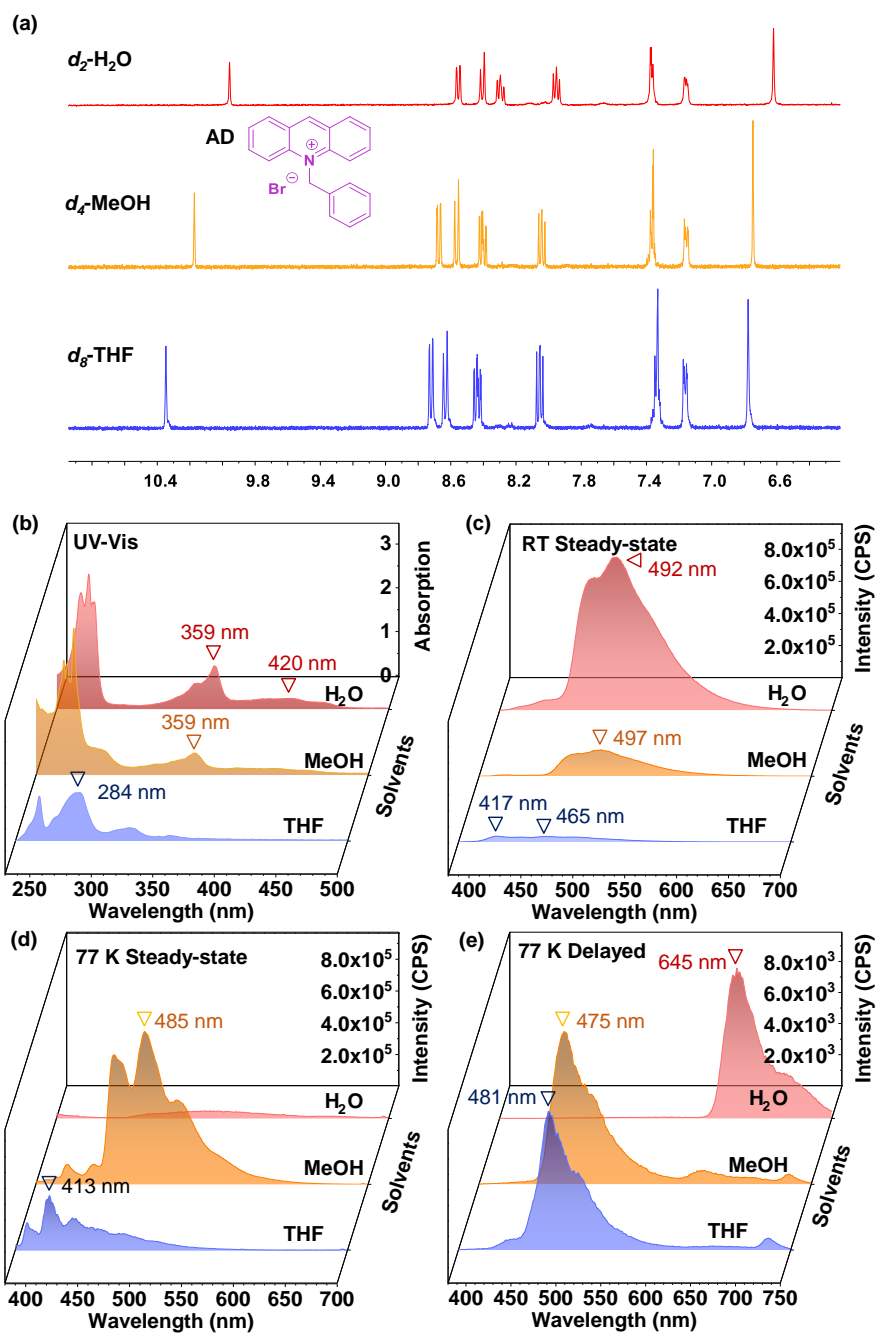 (a)
d2-H2O
AD
N
+
Br−
d4-MeOH
d8-THF
10.4 9.8 9.4 9.0 8.6 8.2 7.8 7.4 7.0 6.6
(b)
UV-Vis
3
2
1
0
Absorption
359 nm
420 nm
H2O
359 nm
MeOH
284 nm
THF
Solvents
250 300 350 400 450 500
Wavelength (nm)
(c)
RT Steady-state
8.0x10^5
6.0x10^5
4.0x10^5
2.0x10^5
Intensity (CPS)
492 nm
H2O
497 nm
MeOH
417 nm
465 nm
THF
Solvents
400 450 500 550 600 650 700
Wavelength (nm)
(d)
77 K Steady-state
8.0x10^5
6.0x10^5
4.0x10^5
2.0x10^5
Intensity (CPS)
485 nm
H2O
MeOH
413 nm
THF
Solvents
400 450 500 550 600 650 700
Wavelength (nm)
(e)
77 K Delayed
8.0x10^3
6.0x10^3
4.0x10^3
2.0x10^3
Intensity (CPS)
645 nm
475 nm
481 nm
H2O
MeOH
THF
Solvents
400 450 500 550 600 650 700 750
Wavelength (nm)